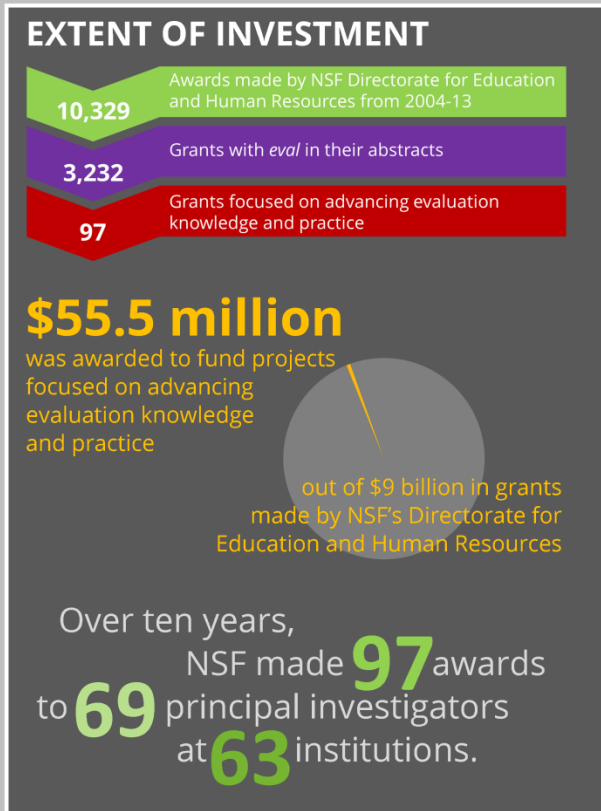 EXTENT OF INVESTMENT
10,329
Awards made by NSF Directorate for Education
and Human Resources from 2004-13
3,232
Grants with eval in their abstracts
97
Grants focused on advancing evaluation
knowledge and practice
$55.5 million
was awarded to fund projects
focused on advancing
evaluation knowledge
and practice
out of $9 billion in grants
made by NSF's Directorate for
Education and Human Resources
Over ten years,
NSF made 97 awards
to 69 principal investigators
at 63 institutions.